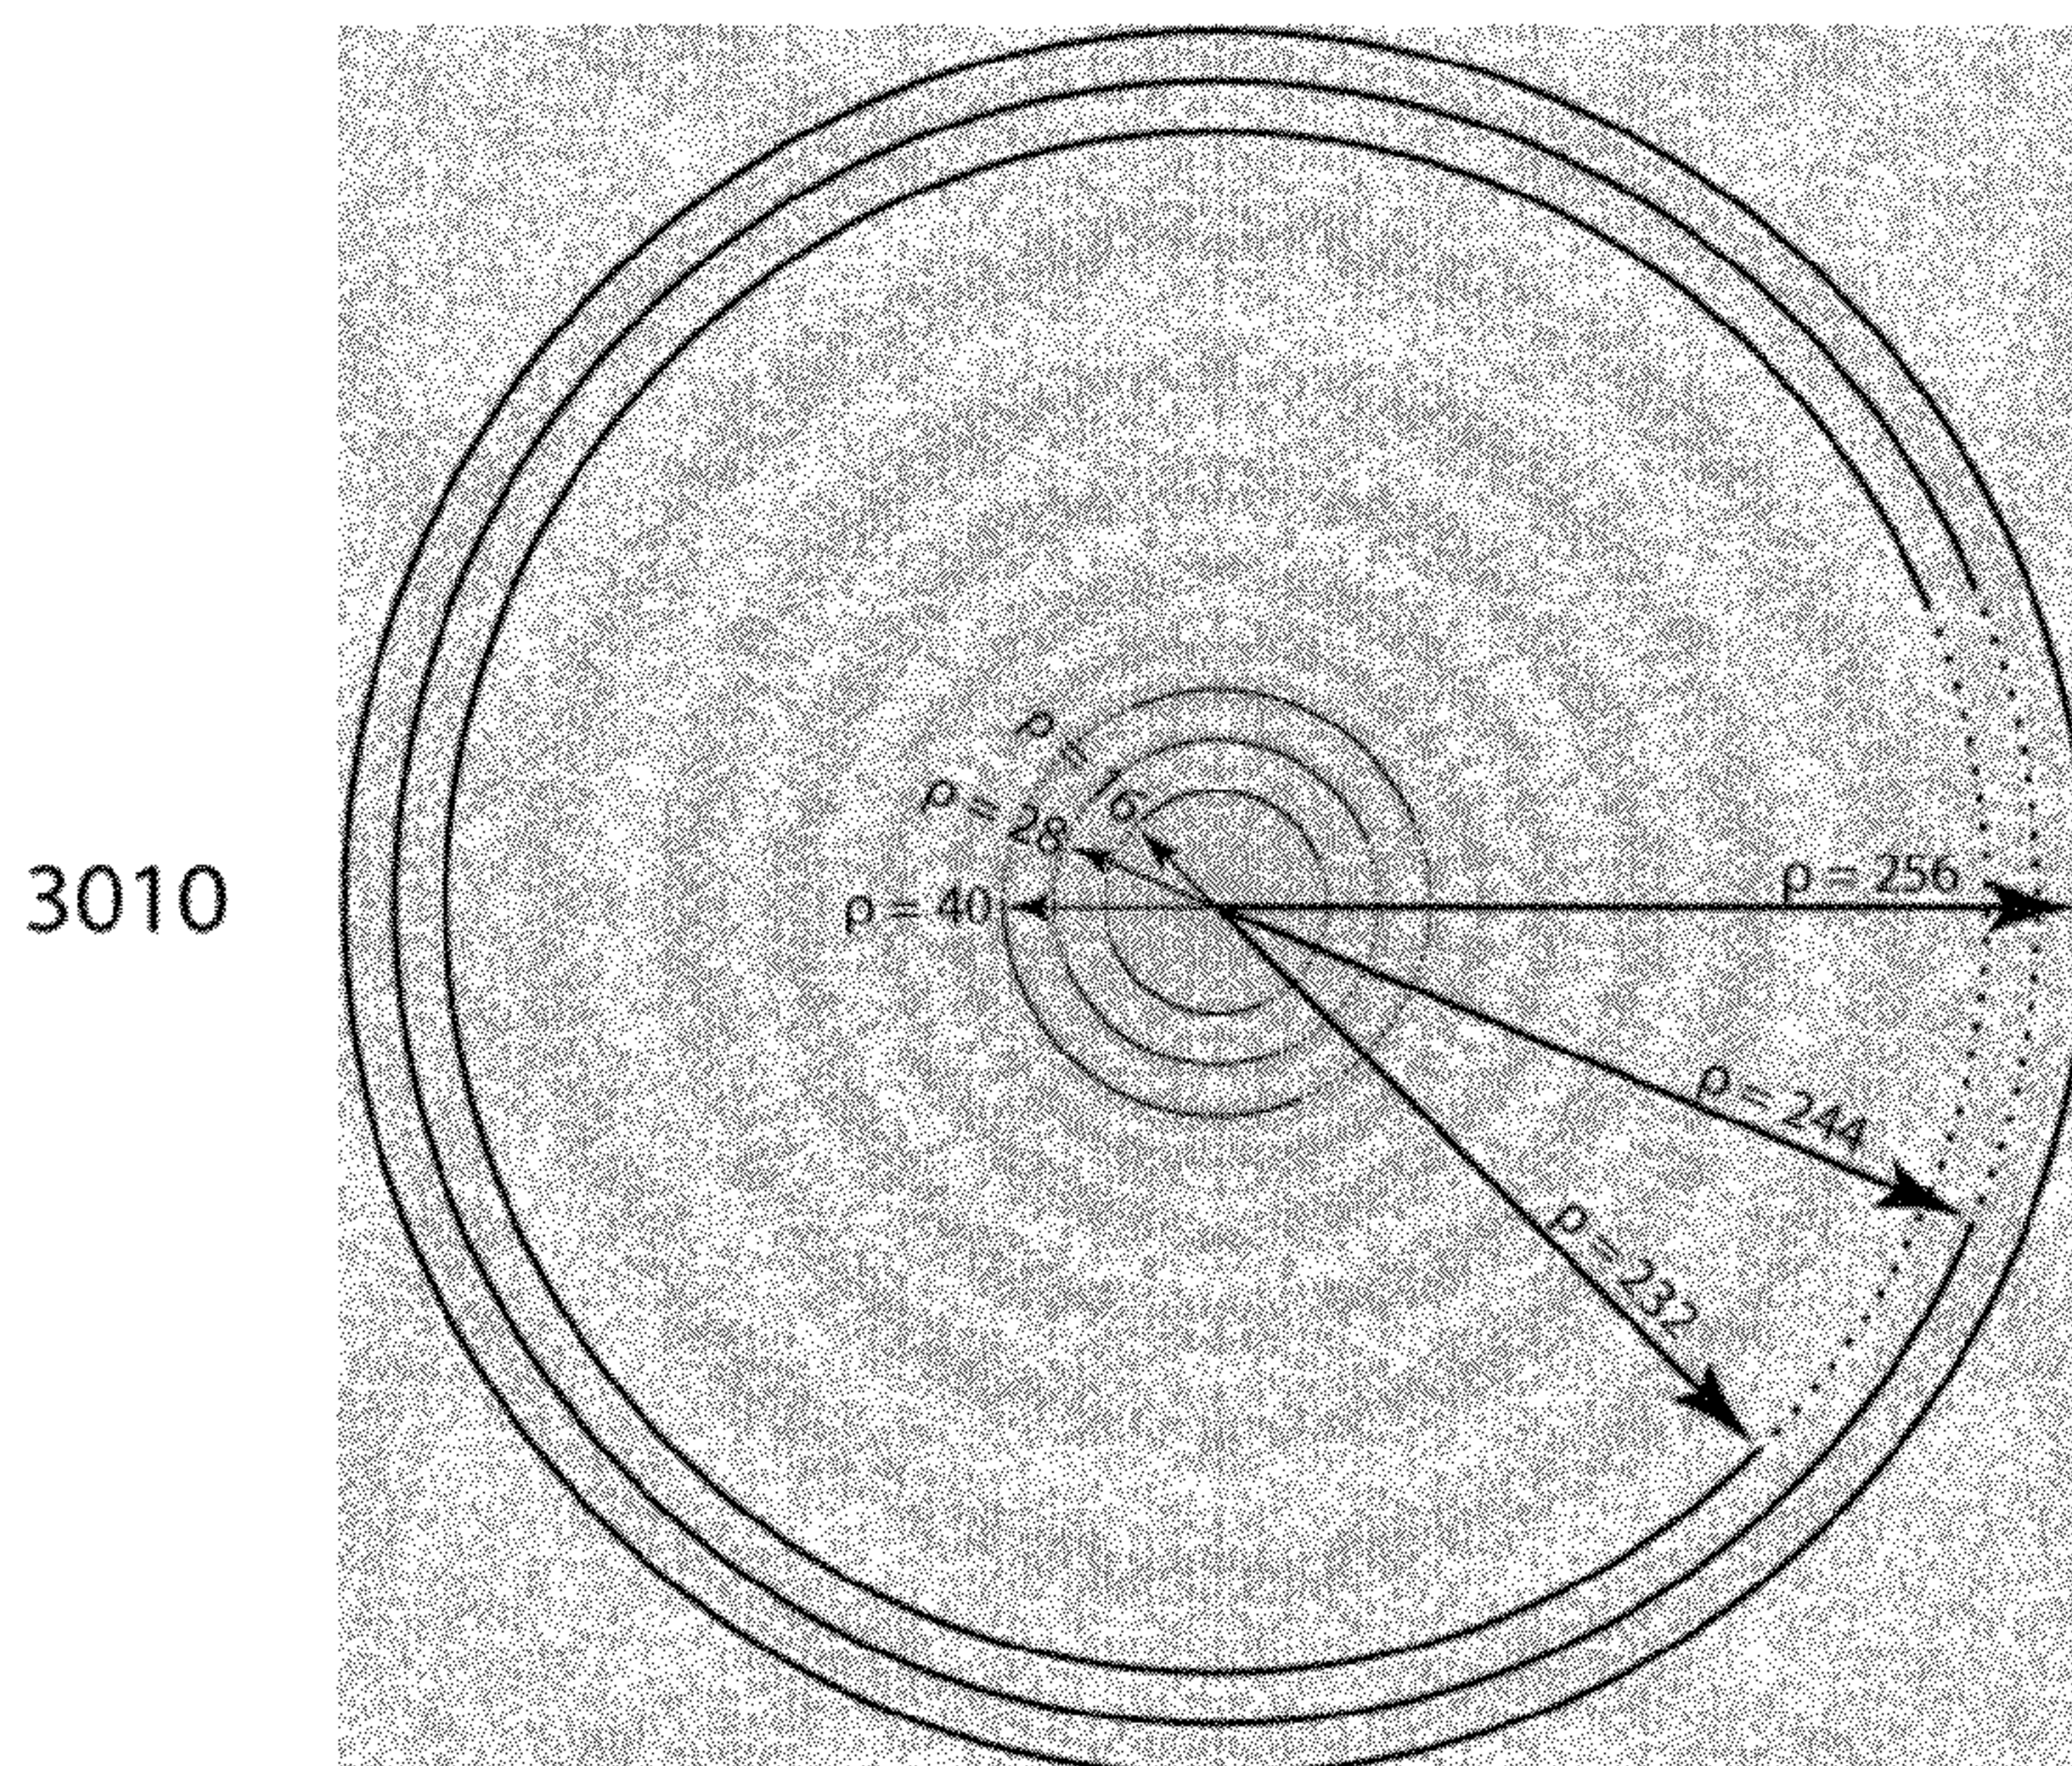 ρ = 16
ρ = 28
ρ = 256
3010
ρ = 40
ρ = 244
ρ = 232